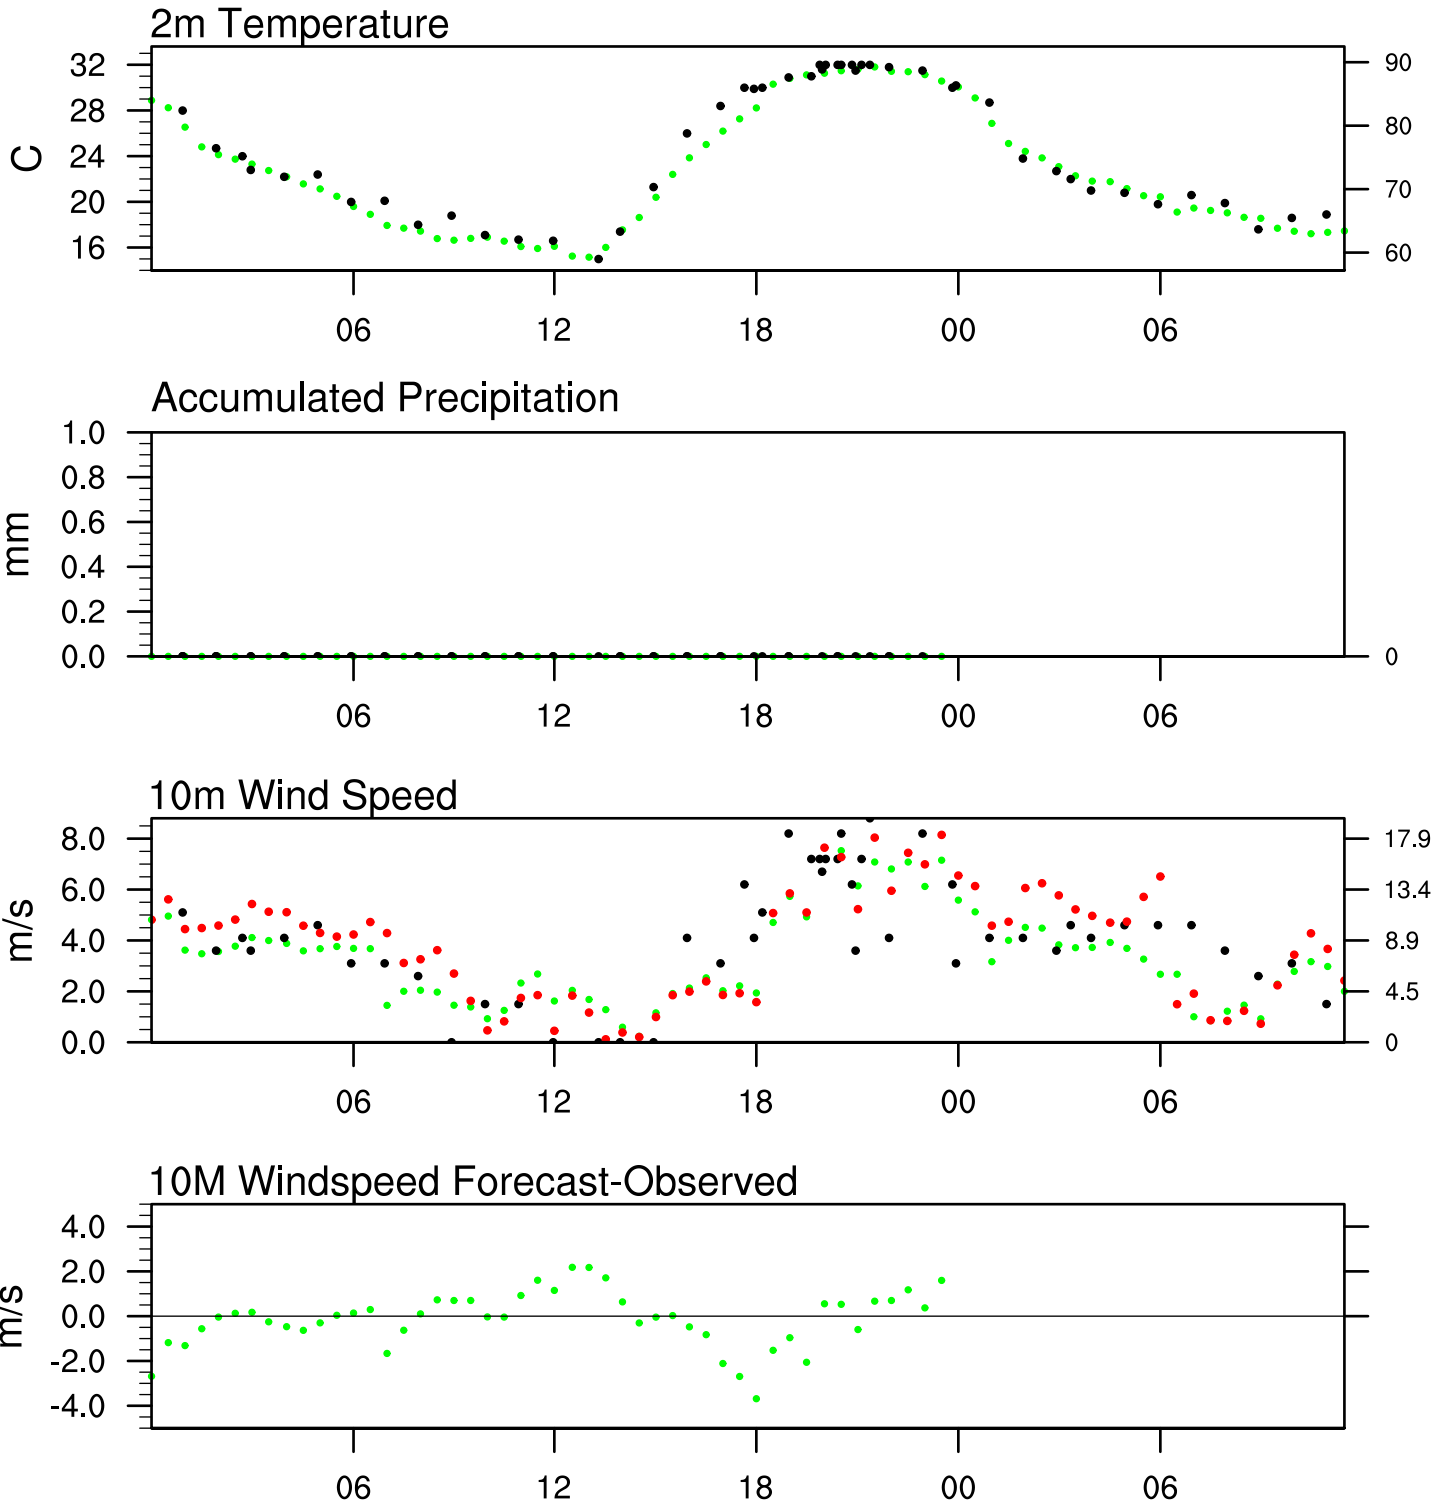 2m Temperature
32
28
24
20
16
C
90
80
70
60
06 12 18 00 06
Accumulated Precipitation
1.0
0.8
0.6
0.4
0.2
0.0
mm
0
06 12 18 00 06
10m Wind Speed
8.0
6.0
4.0
2.0
0.0
m/s
17.9
13.4
8.9
4.5
0
06 12 18 00 06
10M Windspeed Forecast-Observed
4.0
2.0
0.0
-2.0
-4.0
m/s
06 12 18 00 06